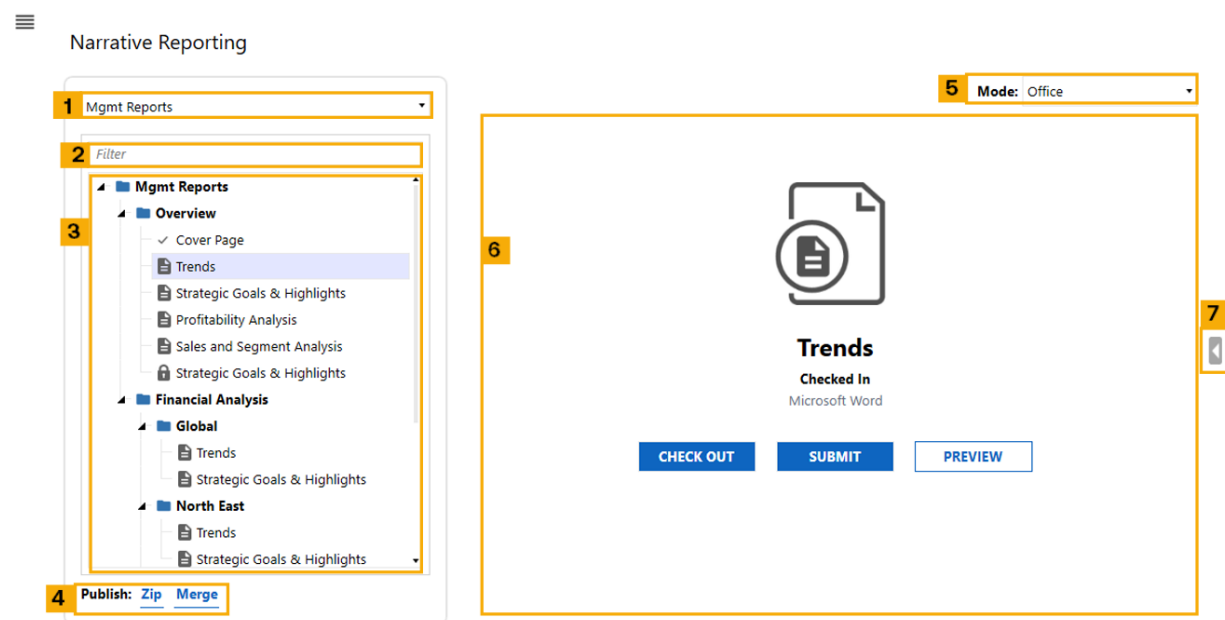 Narrative Reporting
1 Mgmt Reports
2 Filter
3
Mgmt Reports
Overview
Cover Page
Trends
Strategic Goals & Highlights
Profitability Analysis
Sales and Segment Analysis
Strategic Goals & Highlights
Financial Analysis
Global
Trends
Strategic Goals & Highlights
North East
Trends
Strategic Goals & Highlights
4 Publish: Zip Merge
5 Mode: Office
6
Trends
Checked In
Microsoft Word
CHECK OUT SUBMIT PREVIEW
7